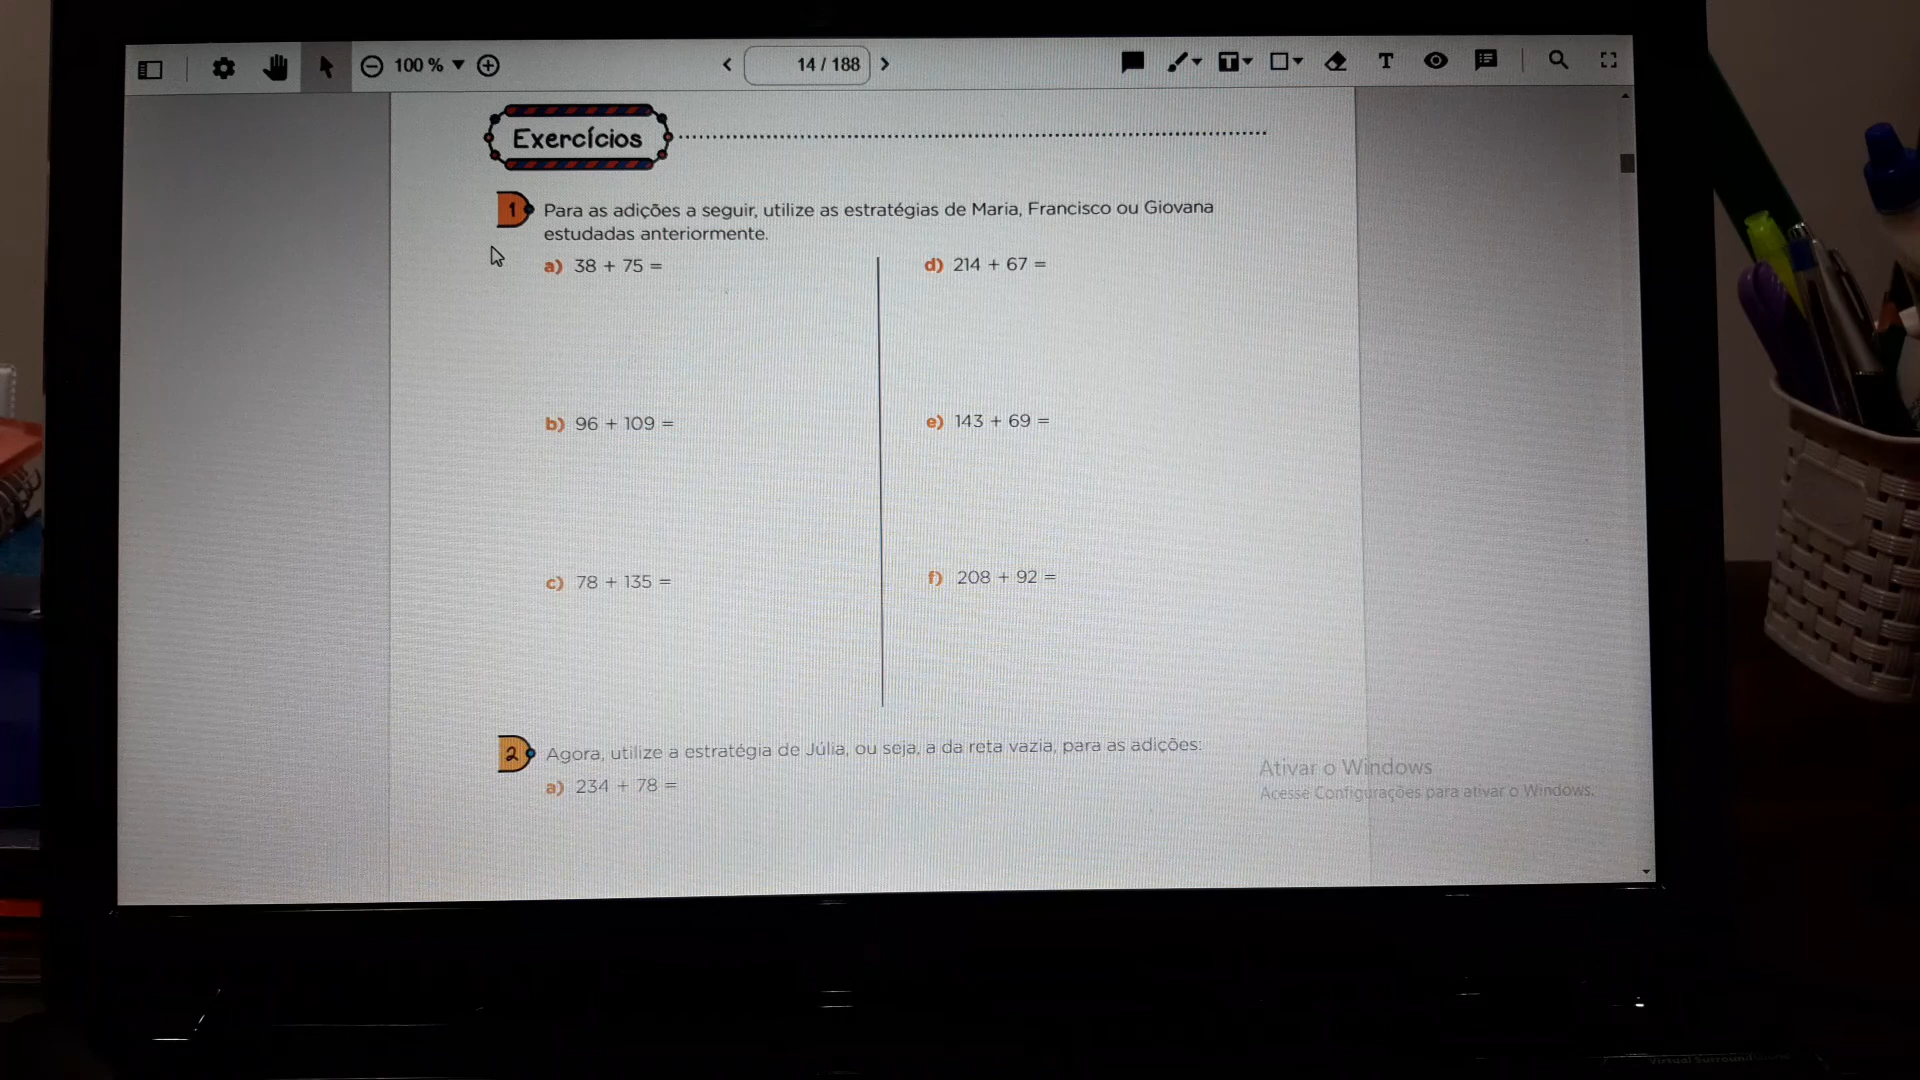 100 %
14 / 188
Exercícios
1 Para as adições a seguir, utilize as estratégias de Maria, Francisco ou Giovana
estudadas anteriormente.
a) 38 + 75 =
b) 96 + 109 =
c) 78 + 135 =
d) 214 + 67 =
e) 143 + 69 =
f) 208 + 92 =
2 Agora, utilize a estratégia de Júlia, ou seja, a da reta vazia, para as adições:
a) 234 + 78 =
Ativar o Windows
Acesse Configurações para ativar o Windows.
Virtual Surround